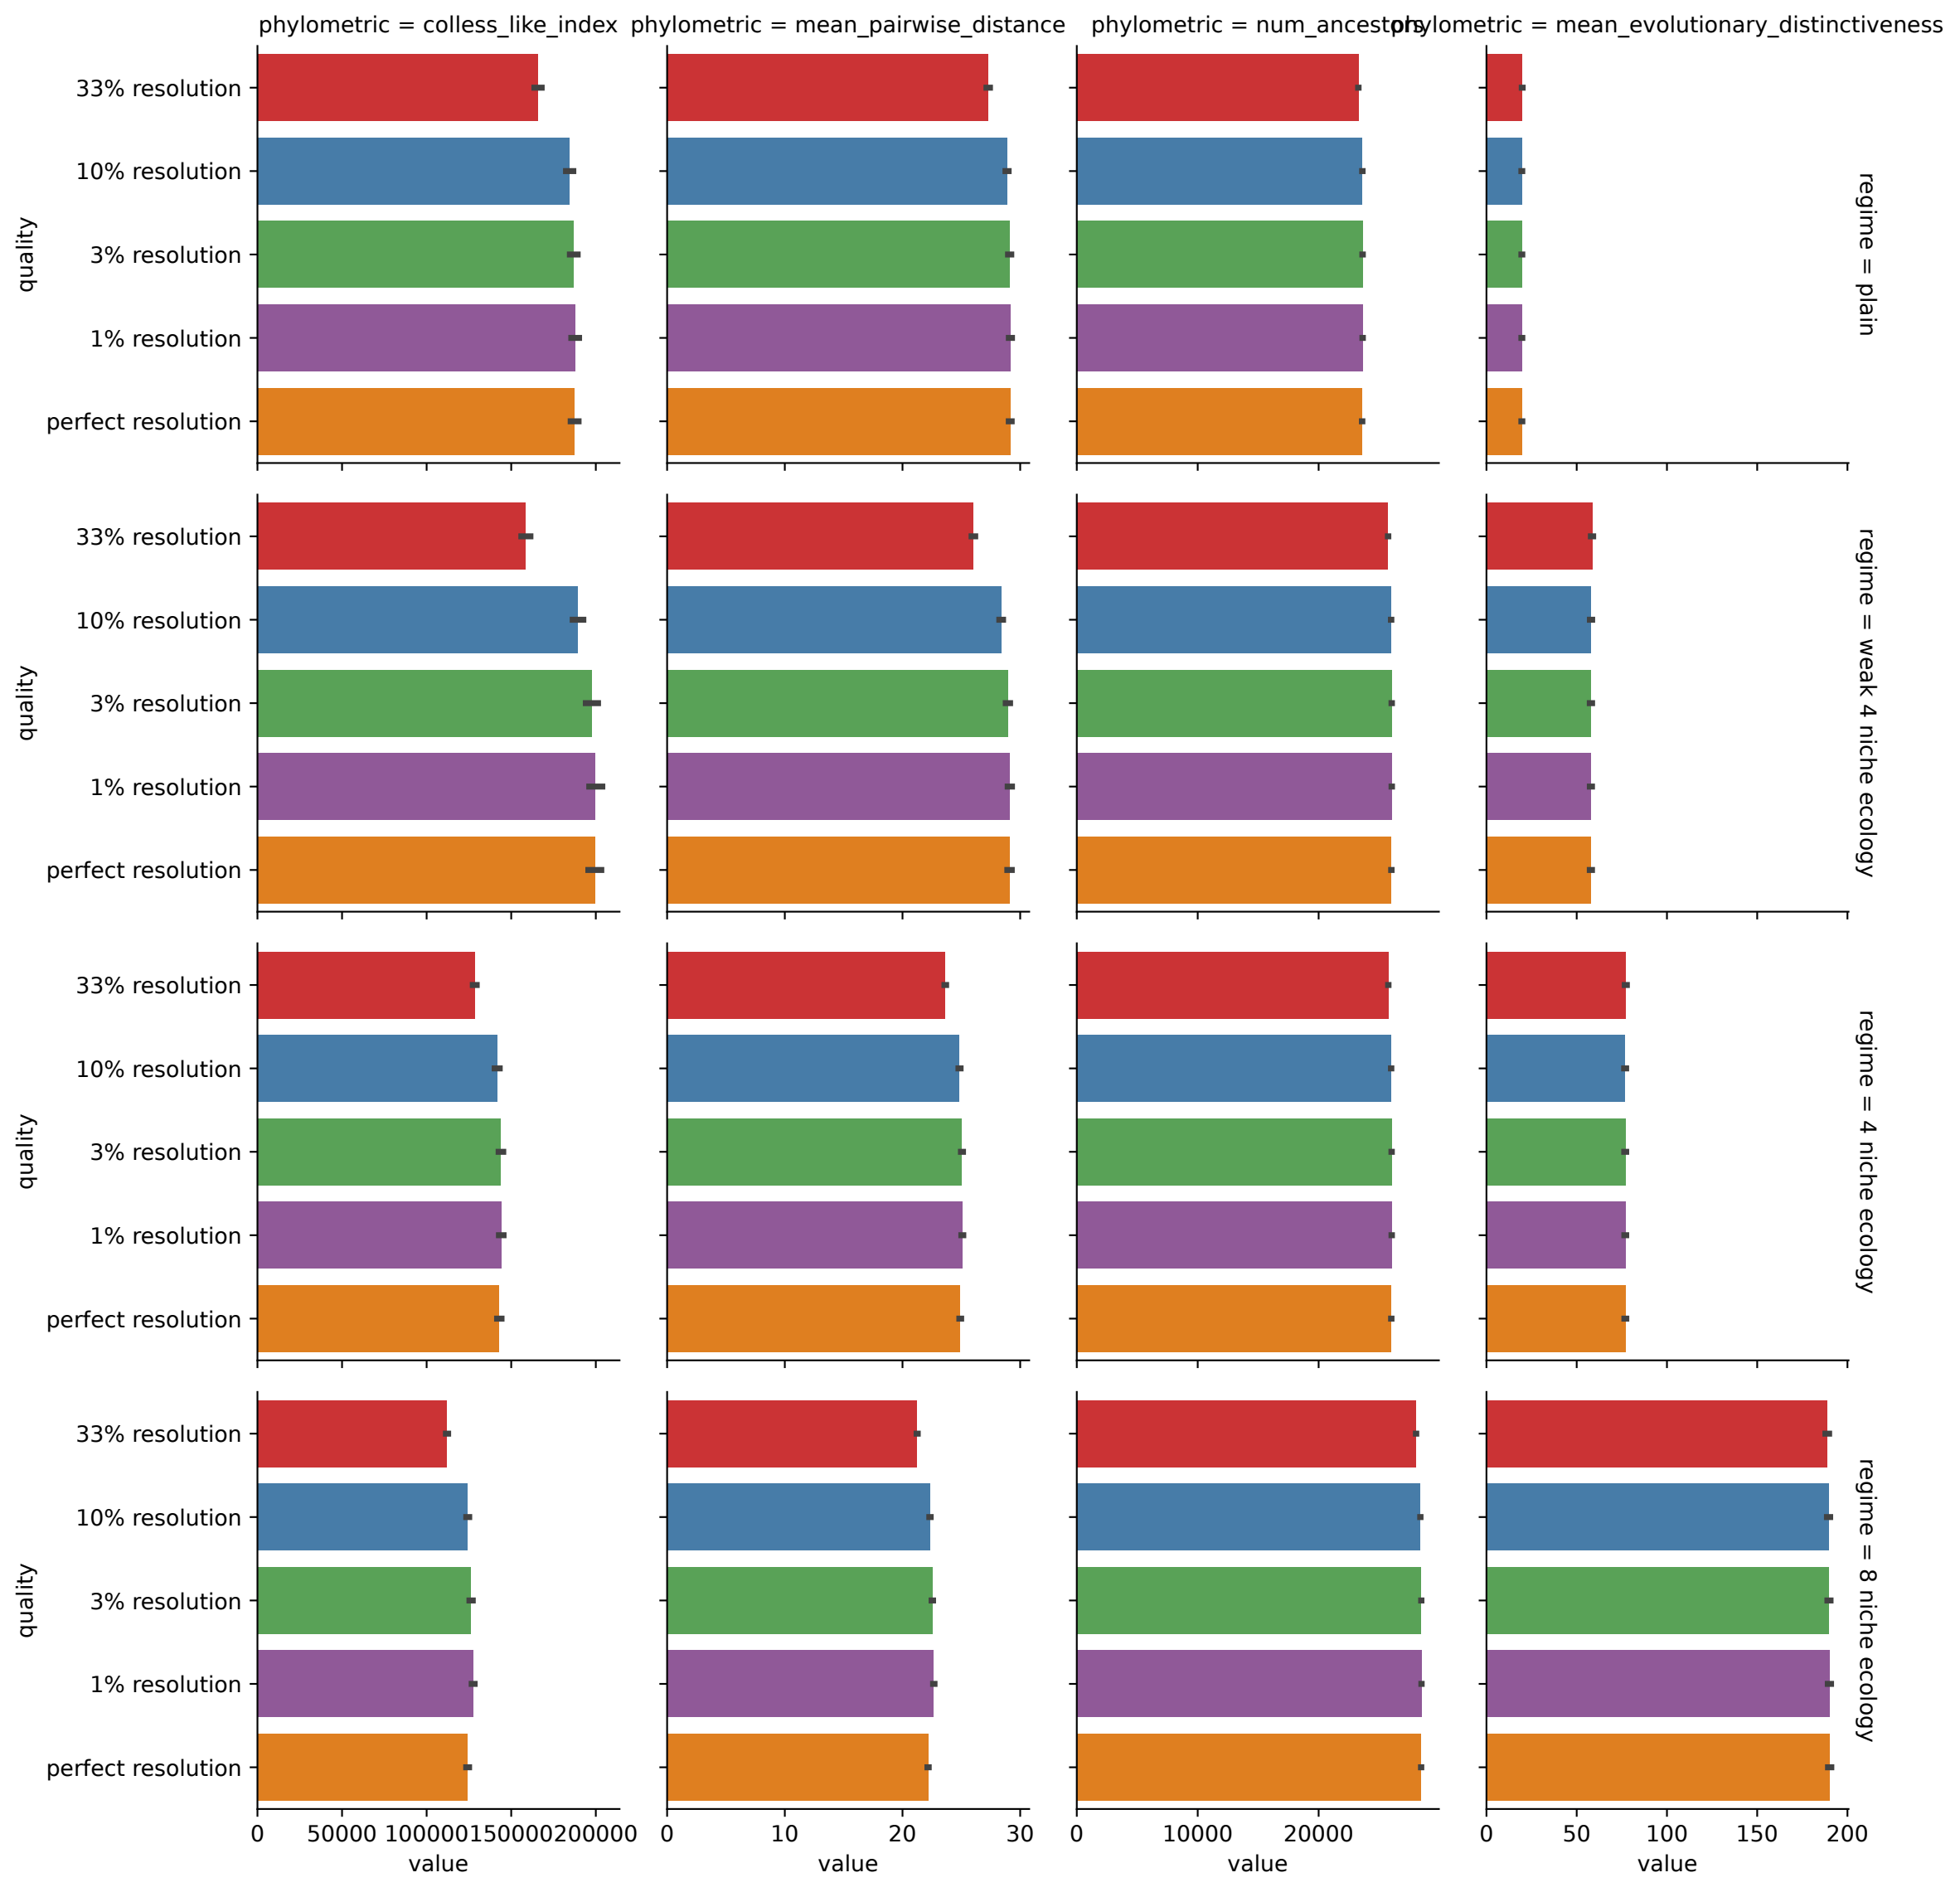 phylometric = colless_like_index
phylometric = mean_pairwise_distance
phylometric = num_ancestors
phylometric = mean_evolutionary_distinctiveness
quality
33% resolution
10% resolution
3% resolution
1% resolution
perfect resolution
regime = plain
quality
33% resolution
10% resolution
3% resolution
1% resolution
perfect resolution
regime = weak 4 niche ecology
quality
33% resolution
10% resolution
3% resolution
1% resolution
perfect resolution
regime = 4 niche ecology
quality
33% resolution
10% resolution
3% resolution
1% resolution
perfect resolution
regime = 8 niche ecology
0 50000 100000 150000 200000
0 10 20 30
0 10000 20000
0 50 100 150 200
value
value
value
value